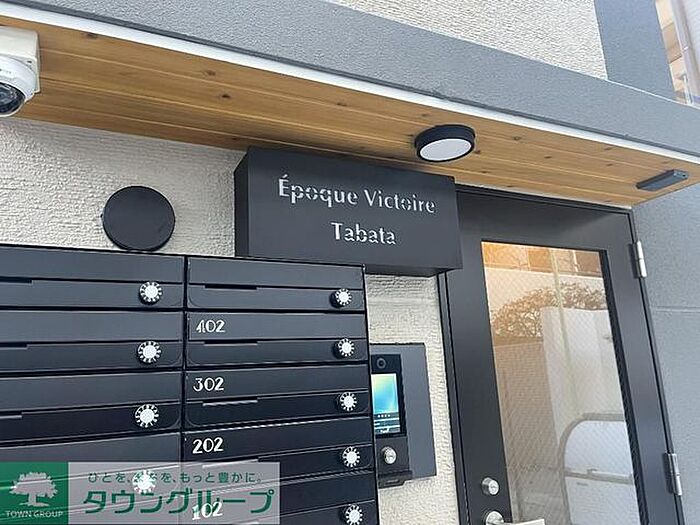 Époque Victoire
Tabata
402
302
202
102
ひとを、まちを、もっと豊かに。
タウングループ
TOWN GROUP